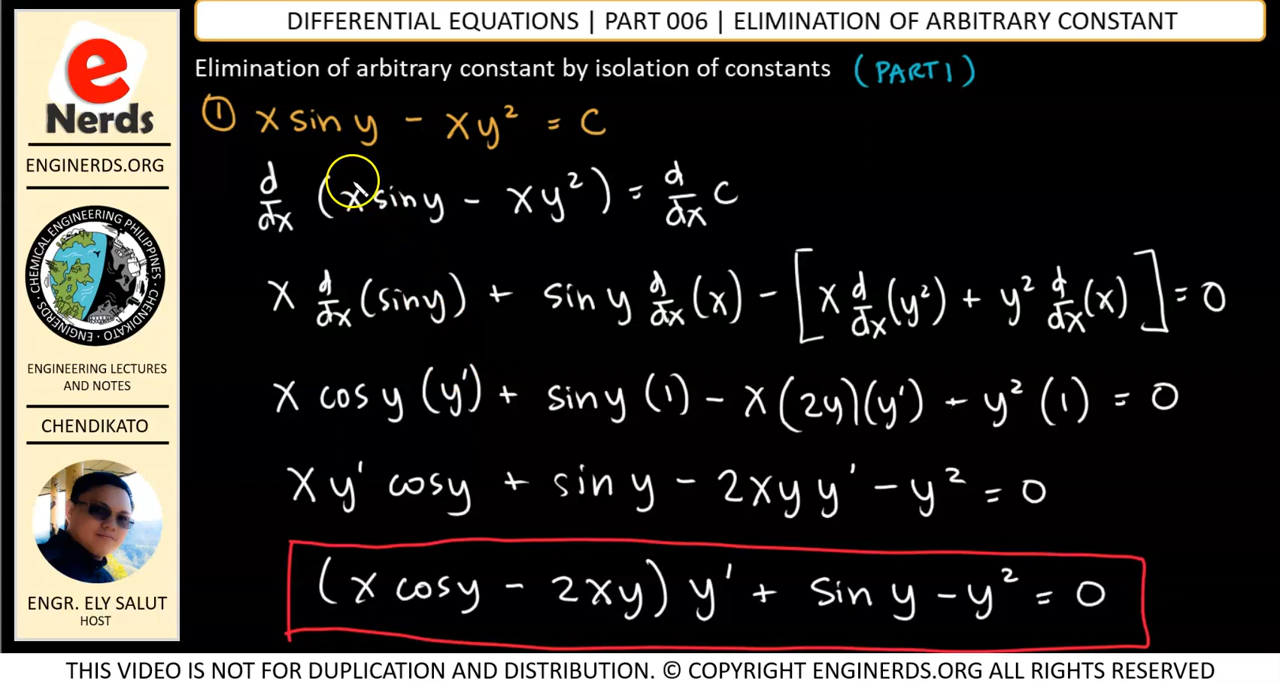 DIFFERENTIAL EQUATIONS | PART 006 | ELIMINATION OF ARBITRARY CONSTANT
e
Nerds
ENGINERDS.ORG
CHEMICAL ENGINEERING PHILIPPINES
CHENDIKATO ENGINERDS
ENGINEERING LECTURES
AND NOTES
CHENDIKATO
ENGR. ELY SALUT
HOST
Elimination of arbitrary constant by isolation of constants (PART 1)
① x sin y - xy² = C
d/dx (x sin y - xy²) = d/dx C
x d/dx (sin y) + sin y d/dx (x) - [x d/dx (y²) + y² d/dx (x)] = 0
x cos y (y') + sin y (1) - x (2y)(y') - y² (1) = 0
xy' cos y + sin y - 2xy y' - y² = 0
(x cos y - 2xy) y' + sin y - y² = 0
THIS VIDEO IS NOT FOR DUPLICATION AND DISTRIBUTION. © COPYRIGHT ENGINERDS.ORG ALL RIGHTS RESERVED